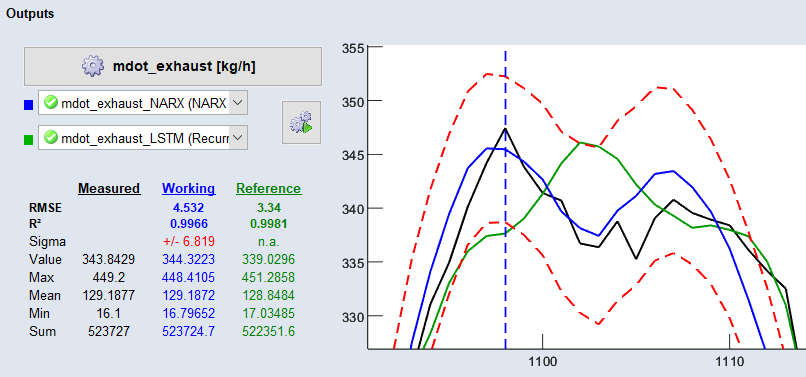 Outputs
mdot_exhaust [kg/h]
mdot_exhaust_NARX (NARX
mdot_exhaust_LSTM (Recurr
Measured Working Reference
RMSE 4.532 3.34
R² 0.9966 0.9981
Sigma +/- 6.819 n.a.
Value 343.8429 344.3223 339.0296
Max 449.2 448.4105 451.2858
Mean 129.1877 129.1872 128.8484
Min 16.1 16.79652 17.03485
Sum 523727 523724.7 522351.6
355
350
345
340
335
330
1100 1110